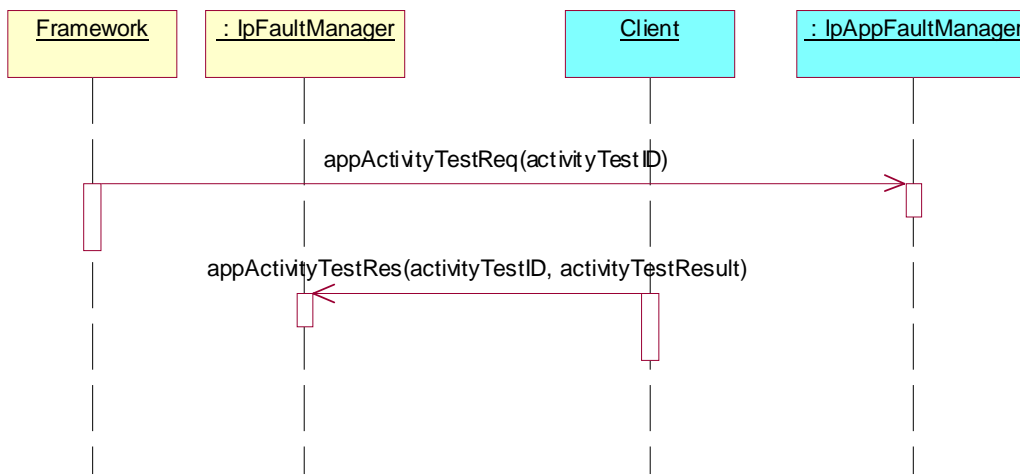 Framework
: IpFaultManager
Client
: IpAppFaultManager
appActivityTestReq(activityTestID)
appActivityTestRes(activityTestID, activityTestResult)